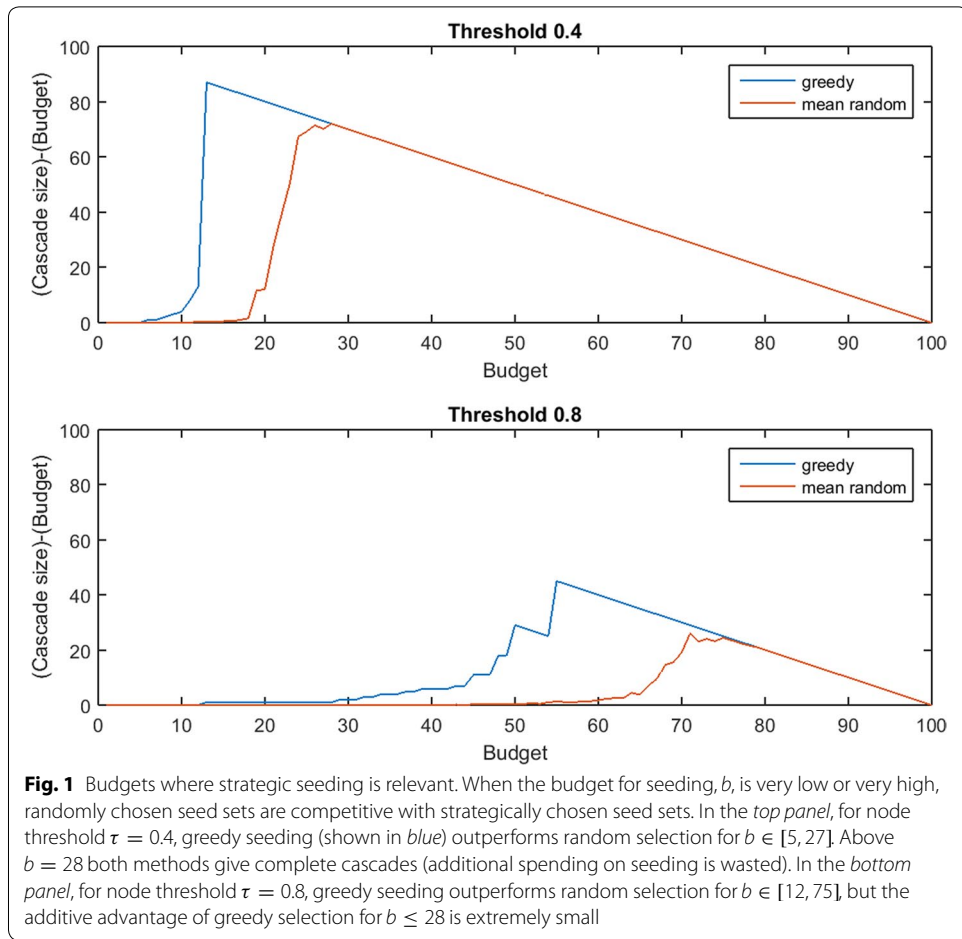 Threshold 0.4
100
80
60
40
20
0
(Cascade size)-(Budget)
greedy
mean random
0 10 20 30 40 50 60 70 80 90 100
Budget
Threshold 0.8
100
80
60
40
20
0
(Cascade size)-(Budget)
greedy
mean random
0 10 20 30 40 50 60 70 80 90 100
Budget
Fig. 1 Budgets where strategic seeding is relevant. When the budget for seeding, b, is very low or very high,
randomly chosen seed sets are competitive with strategically chosen seed sets. In the top panel, for node
threshold τ = 0.4, greedy seeding (shown in blue) outperforms random selection for b ∈ [5, 27]. Above
b = 28 both methods give complete cascades (additional spending on seeding is wasted). In the bottom
panel, for node threshold τ = 0.8, greedy seeding outperforms random selection for b ∈ [12, 75], but the
additive advantage of greedy selection for b ≤ 28 is extremely small